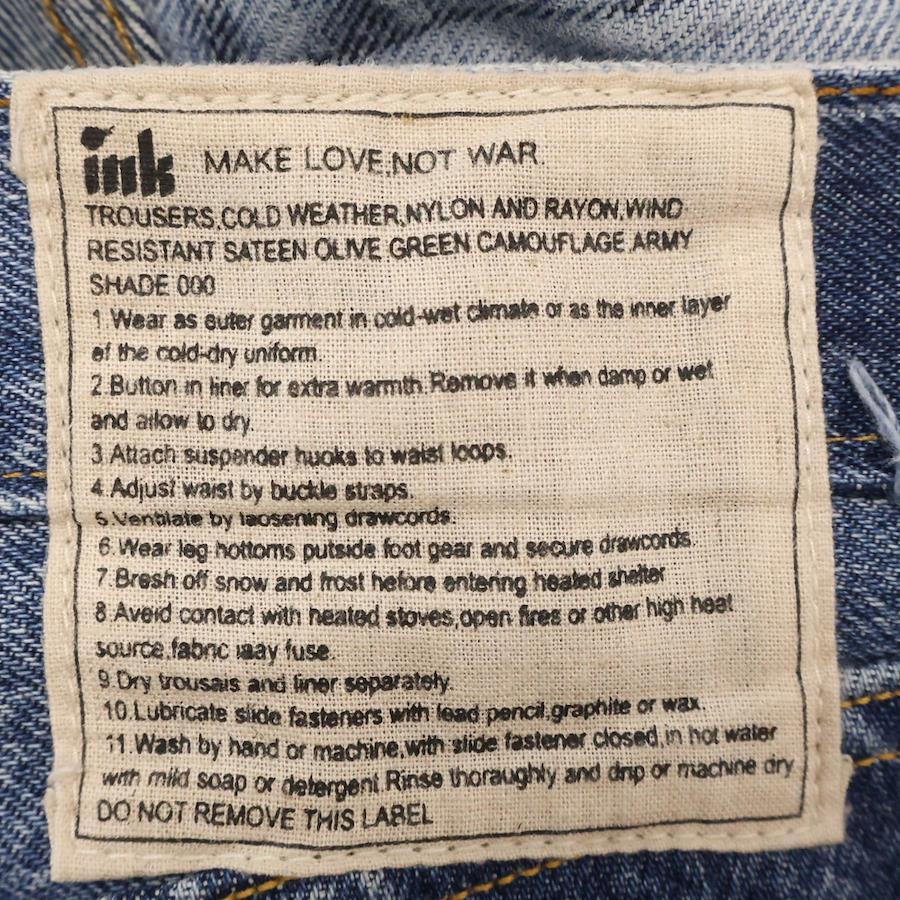 ink MAKE LOVE,NOT WAR.
TROUSERS,COLD WEATHER,NYLON AND RAYON,WIND
RESISTANT SATEEN OLIVE GREEN CAMOUFLAGE ARMY
SHADE 000
1.Wear as outer garment in cold-wet climate or as the inner layer
of the cold-dry uniform.
2.Button in liner for extra warmth.Remove it when damp or wet
and allow to dry.
3.Attach suspender huoks to waist loops.
4.Adjust waist by buckle straps.
5.Ventilate by loosening drawcords.
6.Wear leg hottoms putside foot gear and secure drawcords.
7.Bresh off snow and frost hefore entering heated shelter
8.Aveid contact with heated stoves,open fires or other high heat
source,fabric may fuse.
9.Dry trousais and liner separately.
10.Lubricate slide fasteners with lead pencil,graphite or wax.
11.Wash by hand or machine,with slide fastener closed,in hot water
with mild soap or detergent.Rinse thoraughly and drip or machine dry
DO NOT REMOVE THIS LABEL